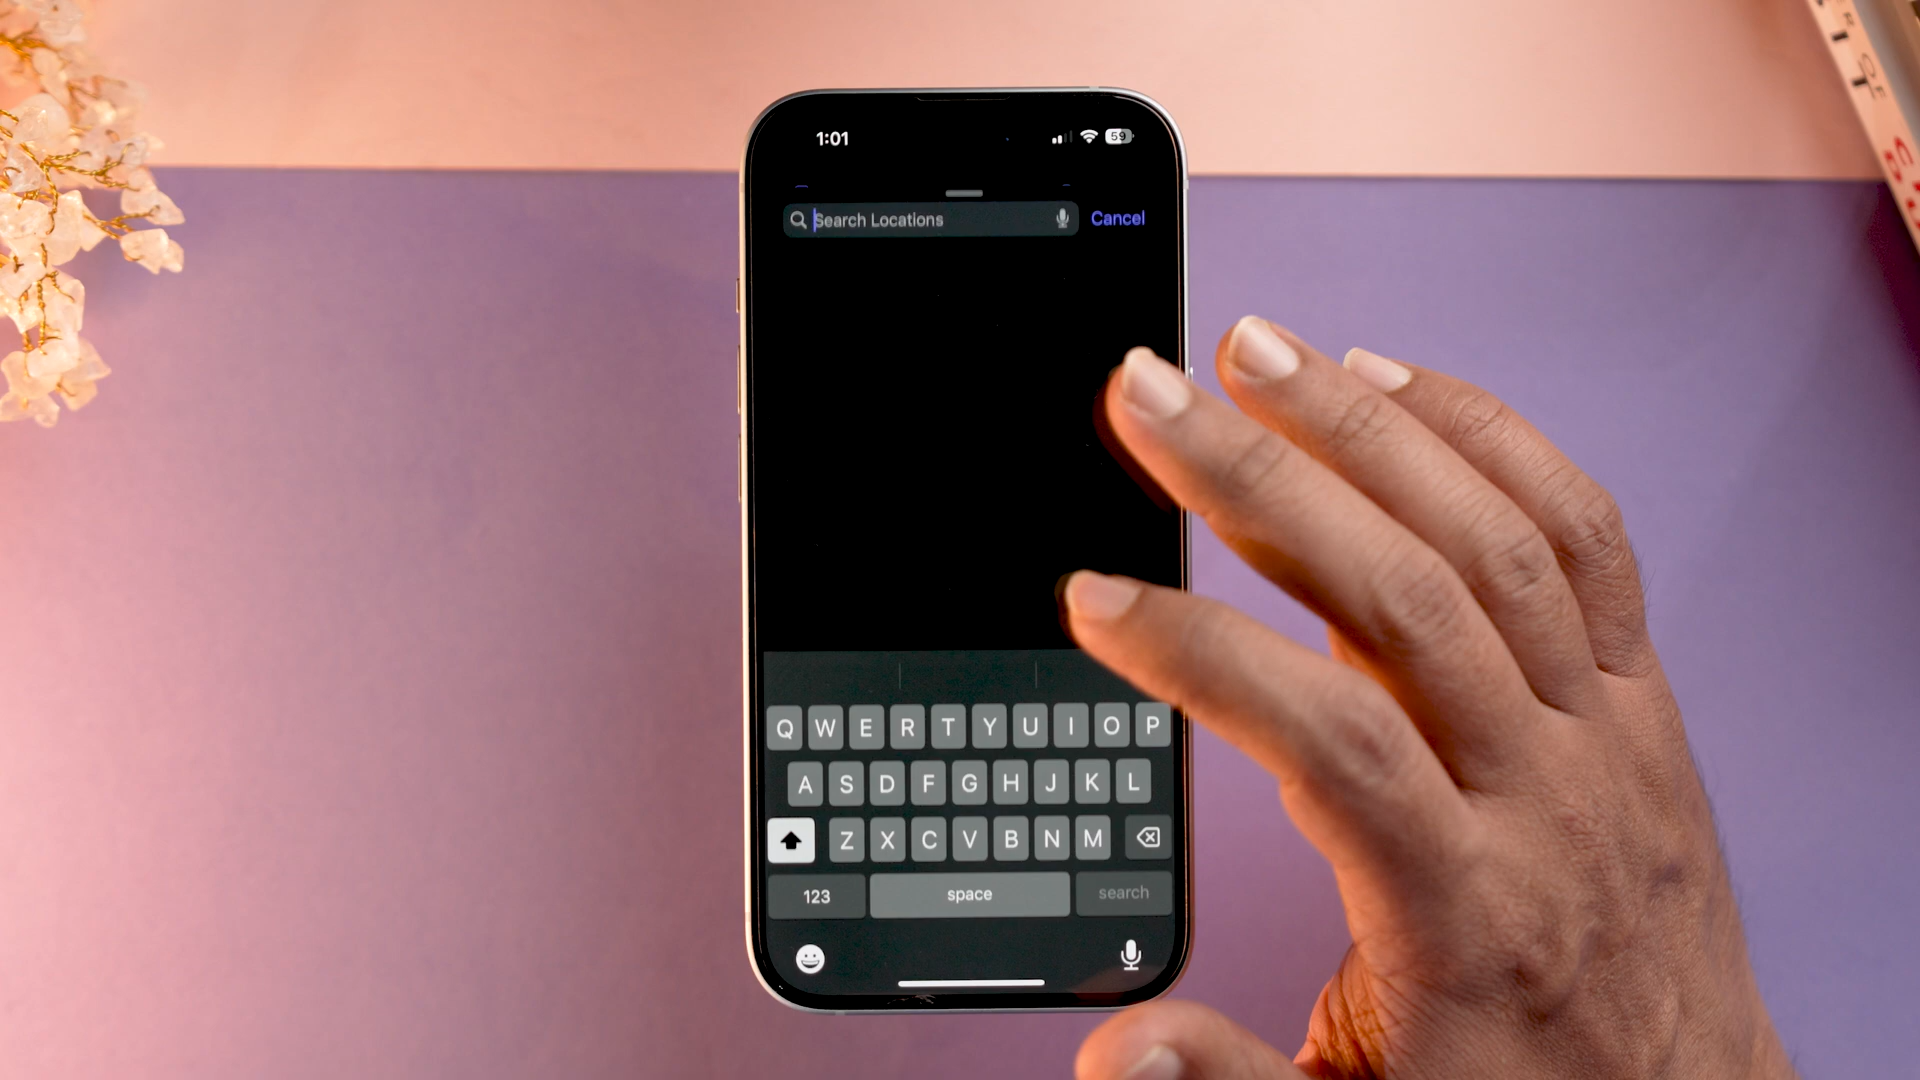 1:01
59
Search Locations
Cancel
Q W E R T Y U I O P
A S D F G H J K L
Z X C V B N M
123
space
search